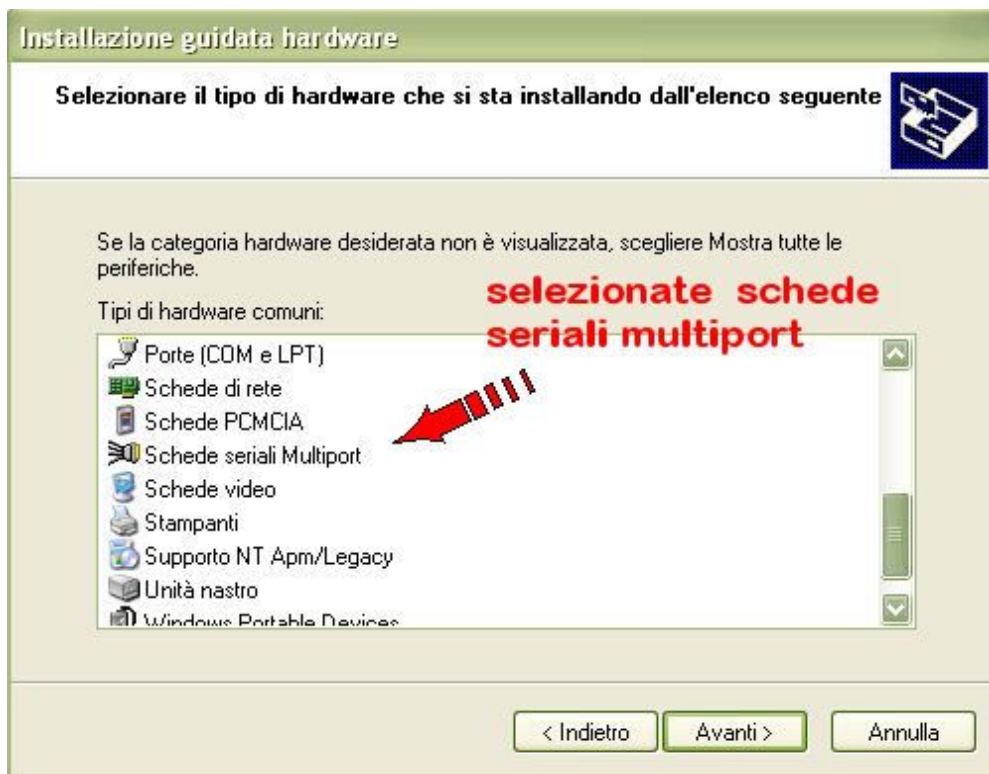 Installazione guidata hardware
Selezionare il tipo di hardware che si sta installando dall'elenco seguente
Se la categoria hardware desiderata non è visualizzata, scegliere Mostra tutte le
periferiche.
selezionate schede
seriali multiport
Tipi di hardware comuni:
Porte (COM e LPT)
Schede di rete
Schede PCMCIA
Schede seriali Multiport
Schede video
Stampanti
Supporto NT Apm/Legacy
Unità nastro
Windows Portable Devices
< Indietro
Avanti >
Annulla